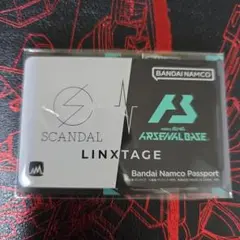 BANDAI NAMCO
SCANDAL
ARSENAL BASE
LINXTAGE
Bandai Namco Passport